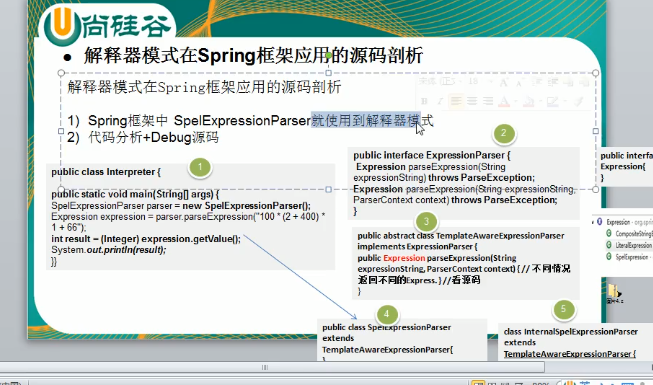 尚硅谷
● 解释器模式在Spring框架应用的源码剖析
解释器模式在Spring框架应用的源码剖析
1) Spring框架中 SpelExpressionParser就使用到解释器模式
2) 代码分析+Debug源码
1
public class Interpreter {
public static void main(String[] args) {
SpelExpressionParser parser = new SpelExpressionParser();
Expression expression = parser.parseExpression("100 * (2 + 400) *
1 + 66");
int result = (Integer) expression.getValue();
System.out.println(result);
}}
2
public interface ExpressionParser {
Expression parseExpression(String
expressionString) throws ParseException;
Expression parseExpression(String expressionString,
ParserContext context) throws ParseException;
}
3
public abstract class TemplateAwareExpressionParser
implements ExpressionParser {
public Expression parseExpression(String
expressionString, ParserContext context) { // 不同情况
返回不同的Express. } //看源码
}
4
public class SpelExpressionParser
extends
TemplateAwareExpressionParser{
5
class InternalSpelExpressionParser
extends
TemplateAwareExpressionParser {
public interfa
Expression{
}
Expression - org.sprin
CompositeString
LiteralExpression
SpelExpression